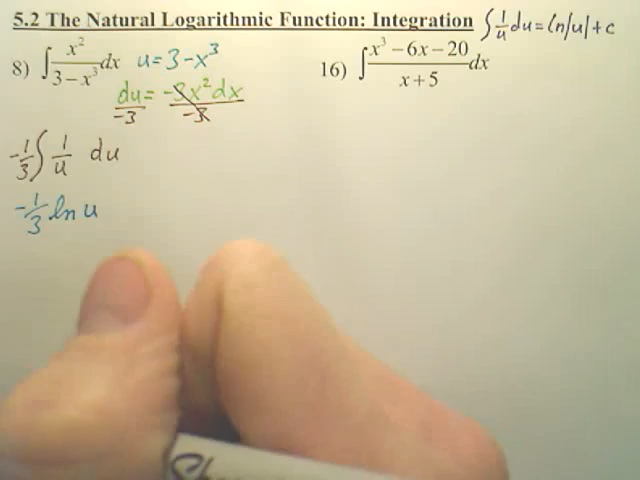 5.2 The Natural Logarithmic Function: Integration ∫ 1/u du = ln|u| + c
8) ∫ x²/(3 − x³) dx u = 3 − x³
du/−3 = −3x² dx/−3
−1/3 ∫ 1/u du
−1/3 ln u
16) ∫ (x³ − 6x − 20)/(x + 5) dx